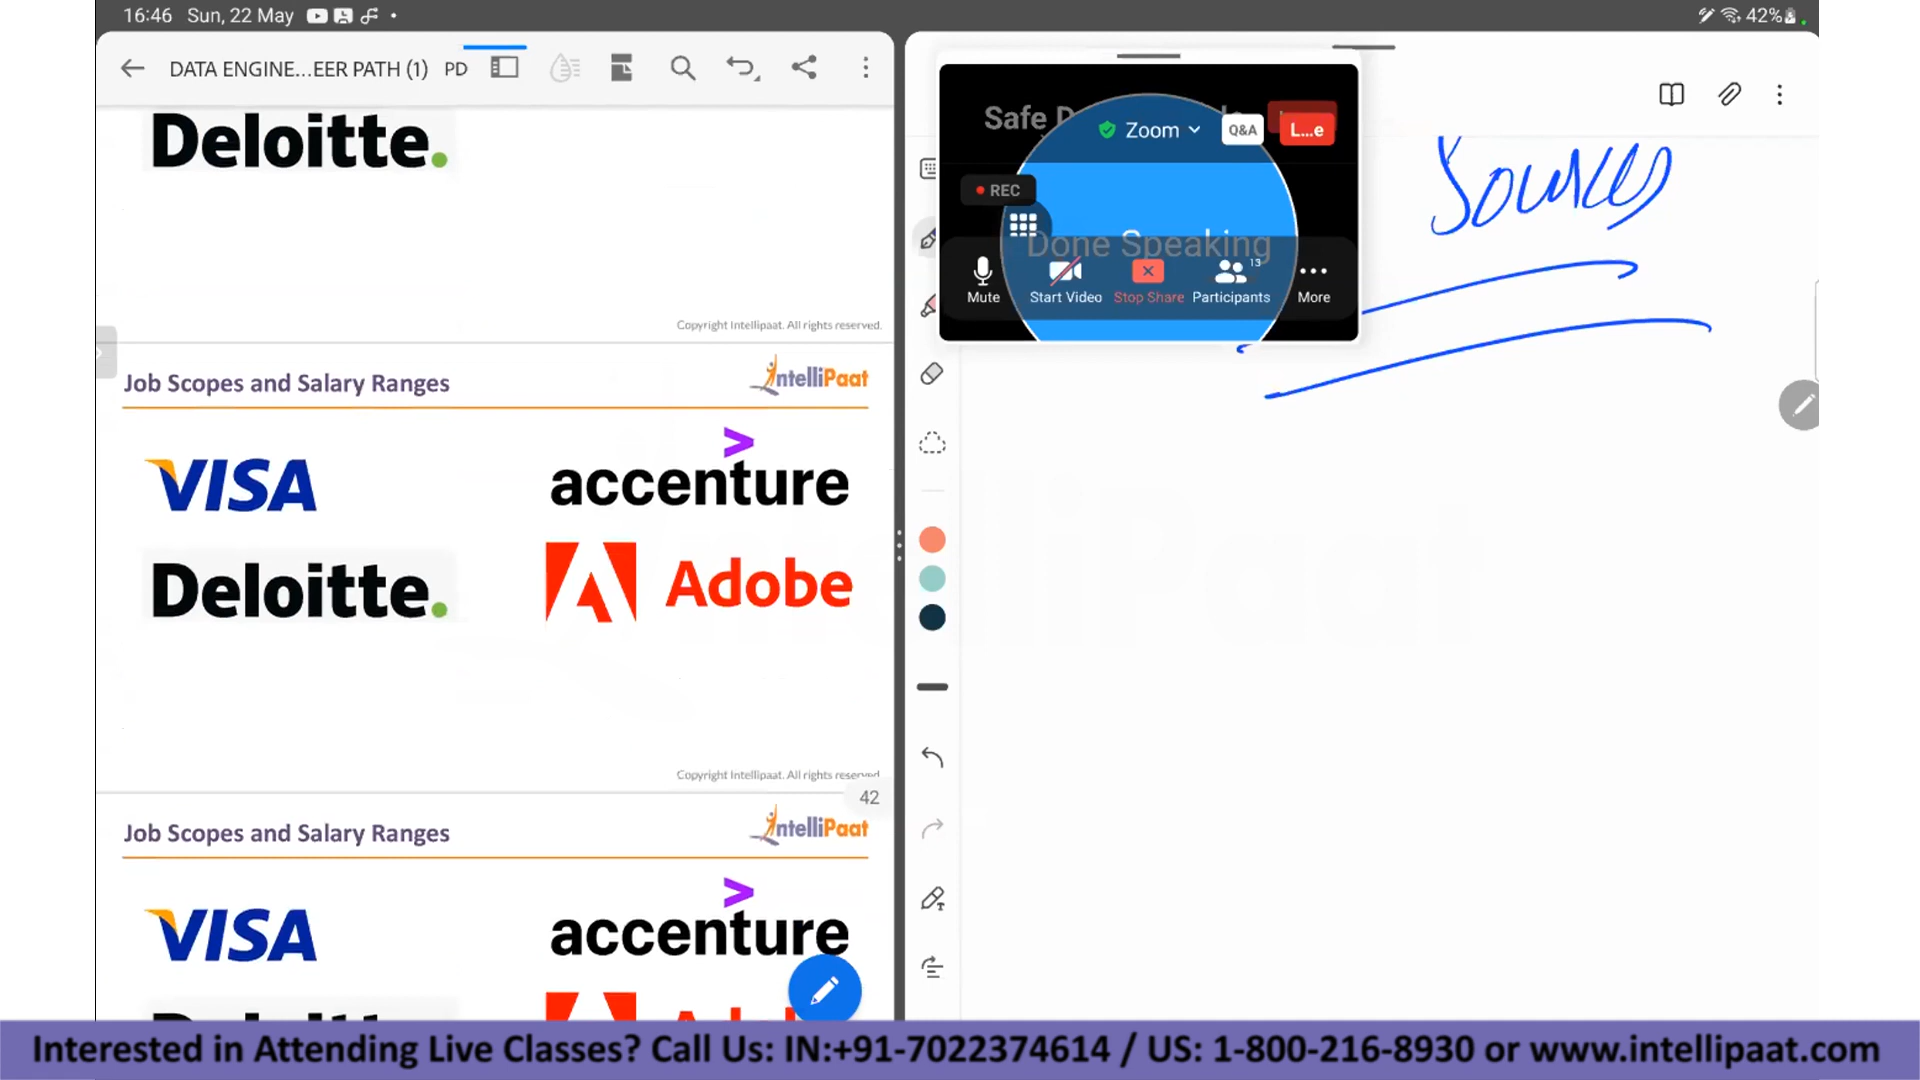 16:46 Sun, 22 May
42%
DATA ENGINE...EER PATH (1) PD
Deloitte.
Copyright Intellipaat. All rights reserved.
Job Scopes and Salary Ranges
IntelliPaat
VISA
accenture
Deloitte.
Adobe
Copyright Intellipaat. All rights reserved
42
Job Scopes and Salary Ranges
IntelliPaat
VISA
accenture
Safe D
Zoom
Q&A
L...e
REC
Done Speaking
13
Mute
Start Video
Stop Share
Participants
More
Sources
Interested in Attending Live Classes? Call Us: IN:+91-7022374614 / US: 1-800-216-8930 or www.intellipaat.com